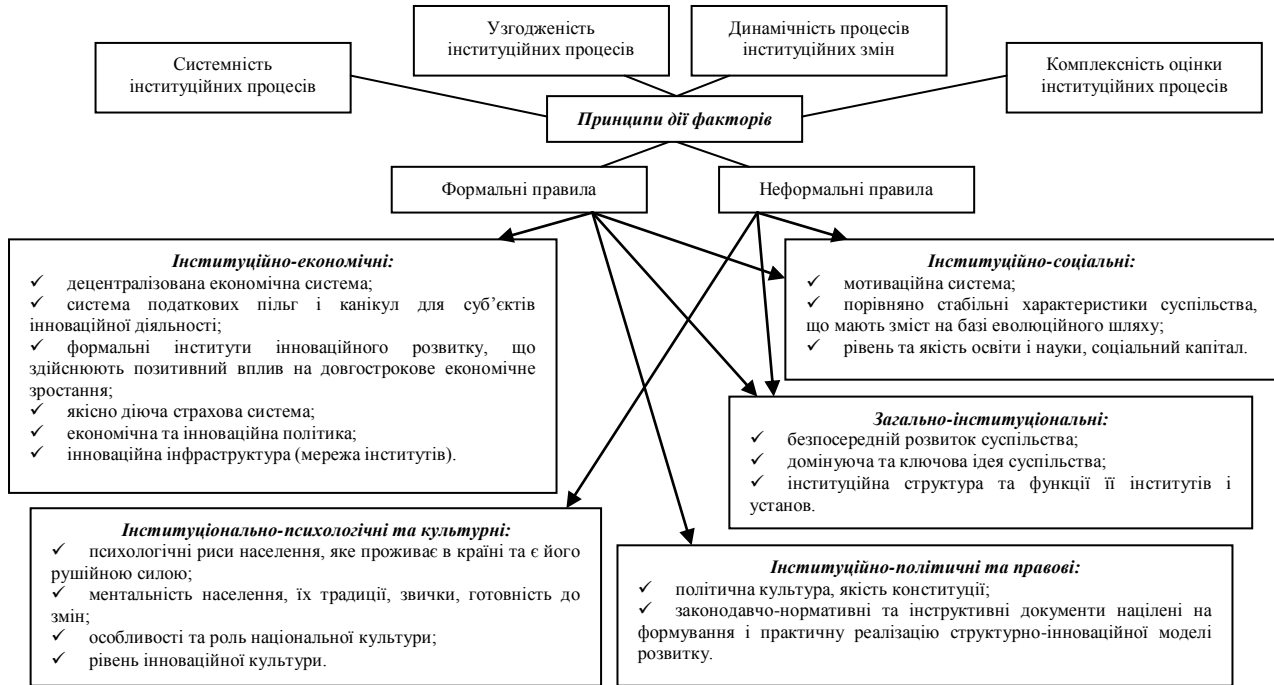 Системність
інституційних процесів
Узгодженість
інституційних процесів
Динамічність процесів
інституційних змін
Комплексність оцінки
інституційних процесів
Принципи дії факторів
Формальні правила
Неформальні правила
Інституційно-економічні:
✓ децентралізована економічна система;
✓ система податкових пільг і канікул для суб’єктів
інноваційної діяльності;
✓ формальні інститути інноваційного розвитку, що
здійснюють позитивний вплив на довгострокове економічне
зростання;
✓ якісно діюча страхова система;
✓ економічна та інноваційна політика;
✓ інноваційна інфраструктура (мережа інститутів).
Інституційно-соціальні:
✓ мотиваційна система;
✓ порівняно стабільні характеристики суспільства,
що мають зміст на базі еволюційного шляху;
✓ рівень та якість освіти і науки, соціальний капітал.
Загально-інституціональні:
✓ безпосередній розвиток суспільства;
✓ домінуюча та ключова ідея суспільства;
✓ інституційна структура та функції її інститутів і
установ.
Інституціонально-психологічні та культурні:
✓ психологічні риси населення, яке проживає в країні та є його
рушійною силою;
✓ ментальність населення, їх традиції, звички, готовність до
змін;
✓ особливості та роль національної культури;
✓ рівень інноваційної культури.
Інституційно-політичні та правові:
✓ політична культура, якість конституції;
✓ законодавчо-нормативні та інструктивні документи націлені на
формування і практичну реалізацію структурно-інноваційної моделі
розвитку.